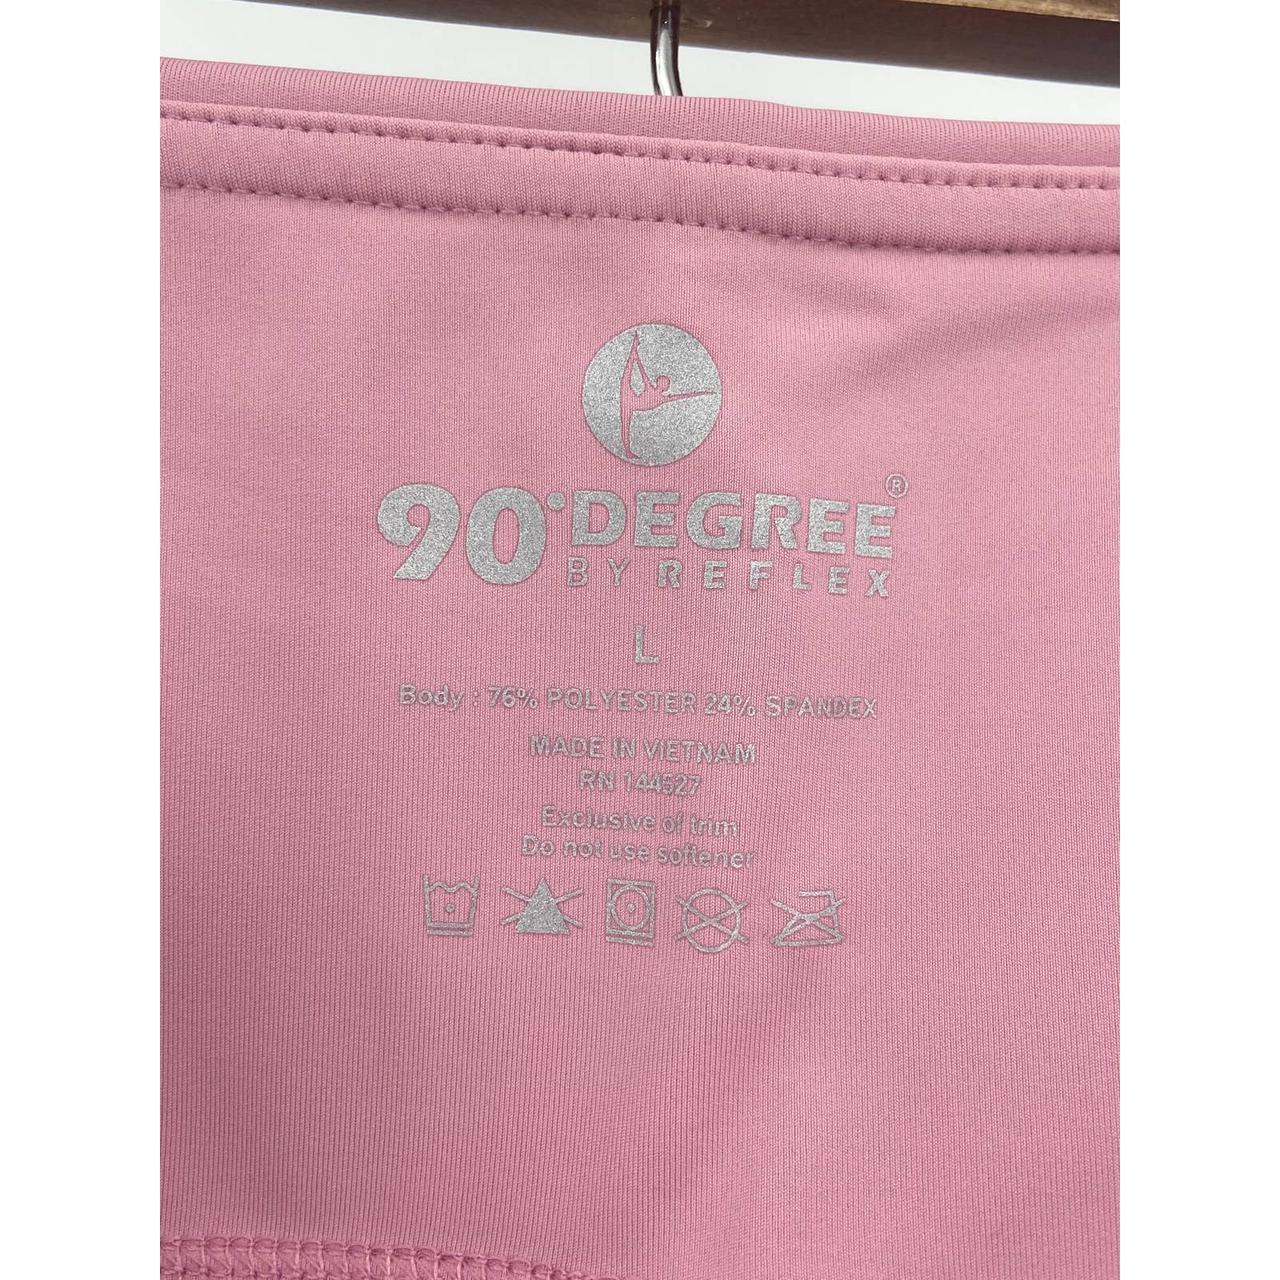 90°DEGREE®
BY REFLEX
L
Body : 76% POLYESTER 24% SPANDEX
MADE IN VIETNAM
RN 144527
Exclusive of trim
Do not use softener